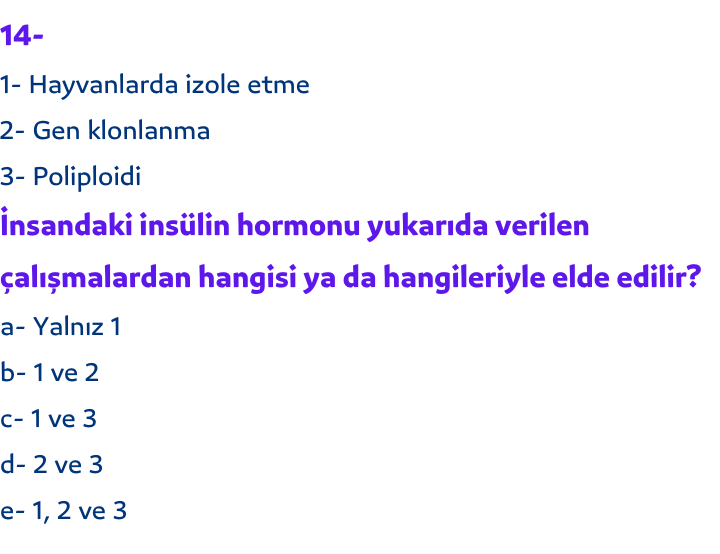 14-
1- Hayvanlarda izole etme
2- Gen klonlanma
3- Poliploidi
İnsandaki insülin hormonu yukarıda verilen
çalışmalardan hangisi ya da hangileriyle elde edilir?
a- Yalnız 1
b- 1 ve 2
c- 1 ve 3
d- 2 ve 3
e- 1, 2 ve 3